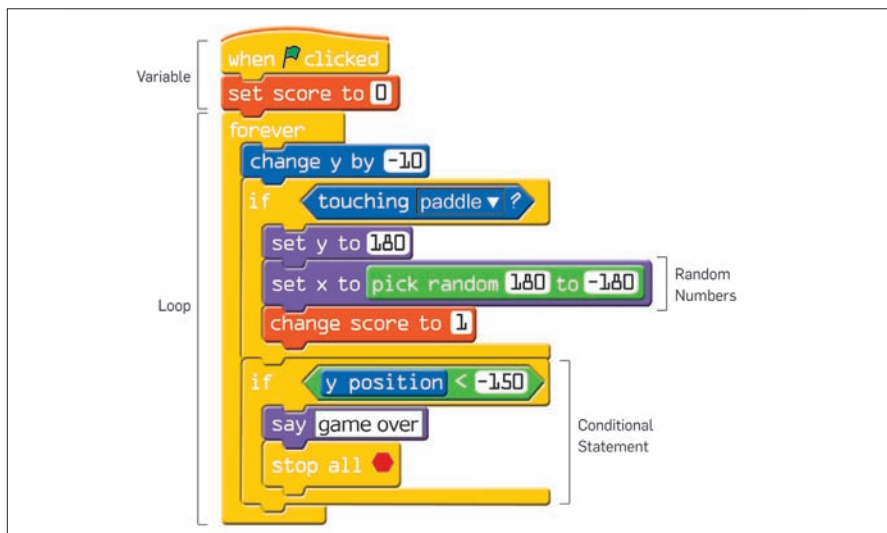 Variable
when clicked
set score to 0
Loop
forever
change y by -10
if touching paddle ?
set y to 180
set x to pick random 180 to -180
Random
Numbers
change score to 1
if y position < -150
say game over
stop all
Conditional
Statement